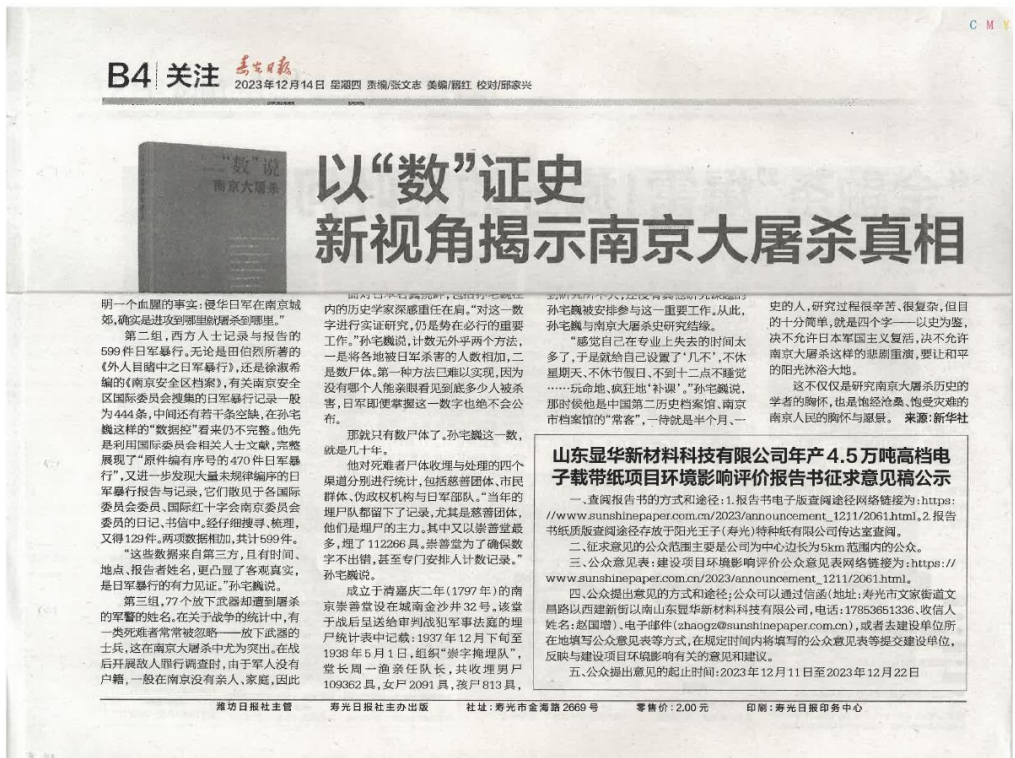 C M Y
B4 关注
寿光日报
2023年12月14日 星期四 责编/张文志 美编/ 校对/邱家兴
“数”说
南京大屠杀
以“数”证史
新视角揭示南京大屠杀真相
明一个血腥的事实:侵华日军在南京城
郊,确实是进攻到哪里就屠杀到哪里。”
第二组,西方人士记录与报告的
599件日军暴行。无论是田伯烈所著的
《外人目睹中之日军暴行》,还是徐淑希
编的《南京安全区档案》,有关南京安全
区国际委员会搜集的日军暴行记录一般
为444条,中间还有若干条空缺,在孙宅
巍这样的“数据控”看来仍不完整。他先
是利用国际委员会相关人士文献,完整
展现了“原件编有序号的470件日军暴
行”,又进一步发现大量未规律编序的日
军暴行报告与记录,它们散见于各国际
委员会委员、国际红十字会南京委员会
委员的日记、书信中。经仔细搜寻、梳理,
又得129件。两项数据相加,共计599件。
“这些数据来自第三方,且有时间、
地点、报告者姓名,更凸显了客观真实,
是日军暴行的有力见证。”孙宅巍说。
第三组,77个放下武器却遭到屠杀
的军警的姓名。在关于战争的统计中,有
一类死难者常常被忽略——放下武器的
士兵,这在南京大屠杀中尤为突出。在战
后开展敌人罪行调查时,由于军人没有
户籍,一般在南京没有亲人、家庭,因此
内的历史学家深感重任在肩。“对这一数
字进行实证研究,仍是势在必行的重要
工作。”孙宅巍说,计数无外乎两个方法,
一是将各地被日军杀害的人数相加,二
是数尸体。第一种方法已难以实现,因为
没有哪个人能亲眼看见到底多少人被杀
害,日军即便掌握这一数字也绝不会公
布。
那就只有数尸体了。孙宅巍这一数,
就是几十年。
他对死难者尸体收埋与处理的四个
渠道分别进行统计,包括慈善团体、市民
群体、伪政权机构与日军部队。“当年的
埋尸队都留下了记录,尤其是慈善团体,
他们是埋尸的主力。其中又以崇善堂最
多,埋了112266具。崇善堂为了确保数
字不出错,甚至专门安排人计数记录。”
孙宅巍说。
成立于清嘉庆二年(1797年)的南
京崇善堂设在城南金沙井32号。该堂
于战后呈送给审判战犯军事法庭的埋
尸统计表中记载:1937年12月下旬至
1938年5月1日,组织“崇字掩埋队”,
堂长周一渔亲任队长,共收埋男尸
109362具,女尸2091具,孩尸813具,
孙宅巍被安排参与这一重要工作。从此,
孙宅巍与南京大屠杀史研究结缘。
“感觉自己在专业上失去的时间太
多了,于是就给自己设置了‘几不’,不休
星期天、不休节假日、不到十二点不睡觉
……玩命地、疯狂地‘补课’。”孙宅巍说,
那时候他是中国第二历史档案馆、南京
市档案馆的“常客”,一待就是半个月、一
史的人,研究过程很辛苦、很复杂,但目
的十分简单,就是四个字——以史为鉴,
决不允许日本军国主义复活,决不允许
南京大屠杀这样的悲剧重演,要让和平
的阳光沐浴大地。
这不仅仅是研究南京大屠杀历史的
学者的胸怀,也是饱经沧桑、饱受灾难的
南京人民的胸怀与愿景。 来源:新华社
山东显华新材料科技有限公司年产4.5万吨高档电
子载带纸项目环境影响评价报告书征求意见稿公示
一、查阅报告书的方式和途径:1.报告书电子版查阅途径网络链接为:https:
//www.sunshinepaper.com.cn/2023/announcement_1211/2061.html。2.报告
书纸质版查阅途径存放于阳光王子(寿光)特种纸有限公司传达室查阅。
二、征求意见的公众范围主要是公司为中心边长为5km范围内的公众。
三、公众意见表:建设项目环境影响评价公众意见表网络链接为:https://
www.sunshinepaper.com.cn/2023/announcement_1211/2061.html。
四、公众提出意见的方式和途径;公众可以通过信函(地址:寿光市文家街道文
昌路以西建新街以南山东显华新材料科技有限公司,电话:17853651336、收信人
姓名:赵国增)、电子邮件(zhaogz@sunshinepaper.com.cn),或者去建设单位所
在地填写公众意见表等方式,在规定时间内将填写的公众意见表等提交建设单位,
反映与建设项目环境影响有关的意见和建议。
五、公众提出意见的起止时间:2023年12月11日至2023年12月22日
潍坊日报社主管 寿光日报社主办出版 社址:寿光市金海路2669号 零售价:2.00元 印刷:寿光日报印务中心